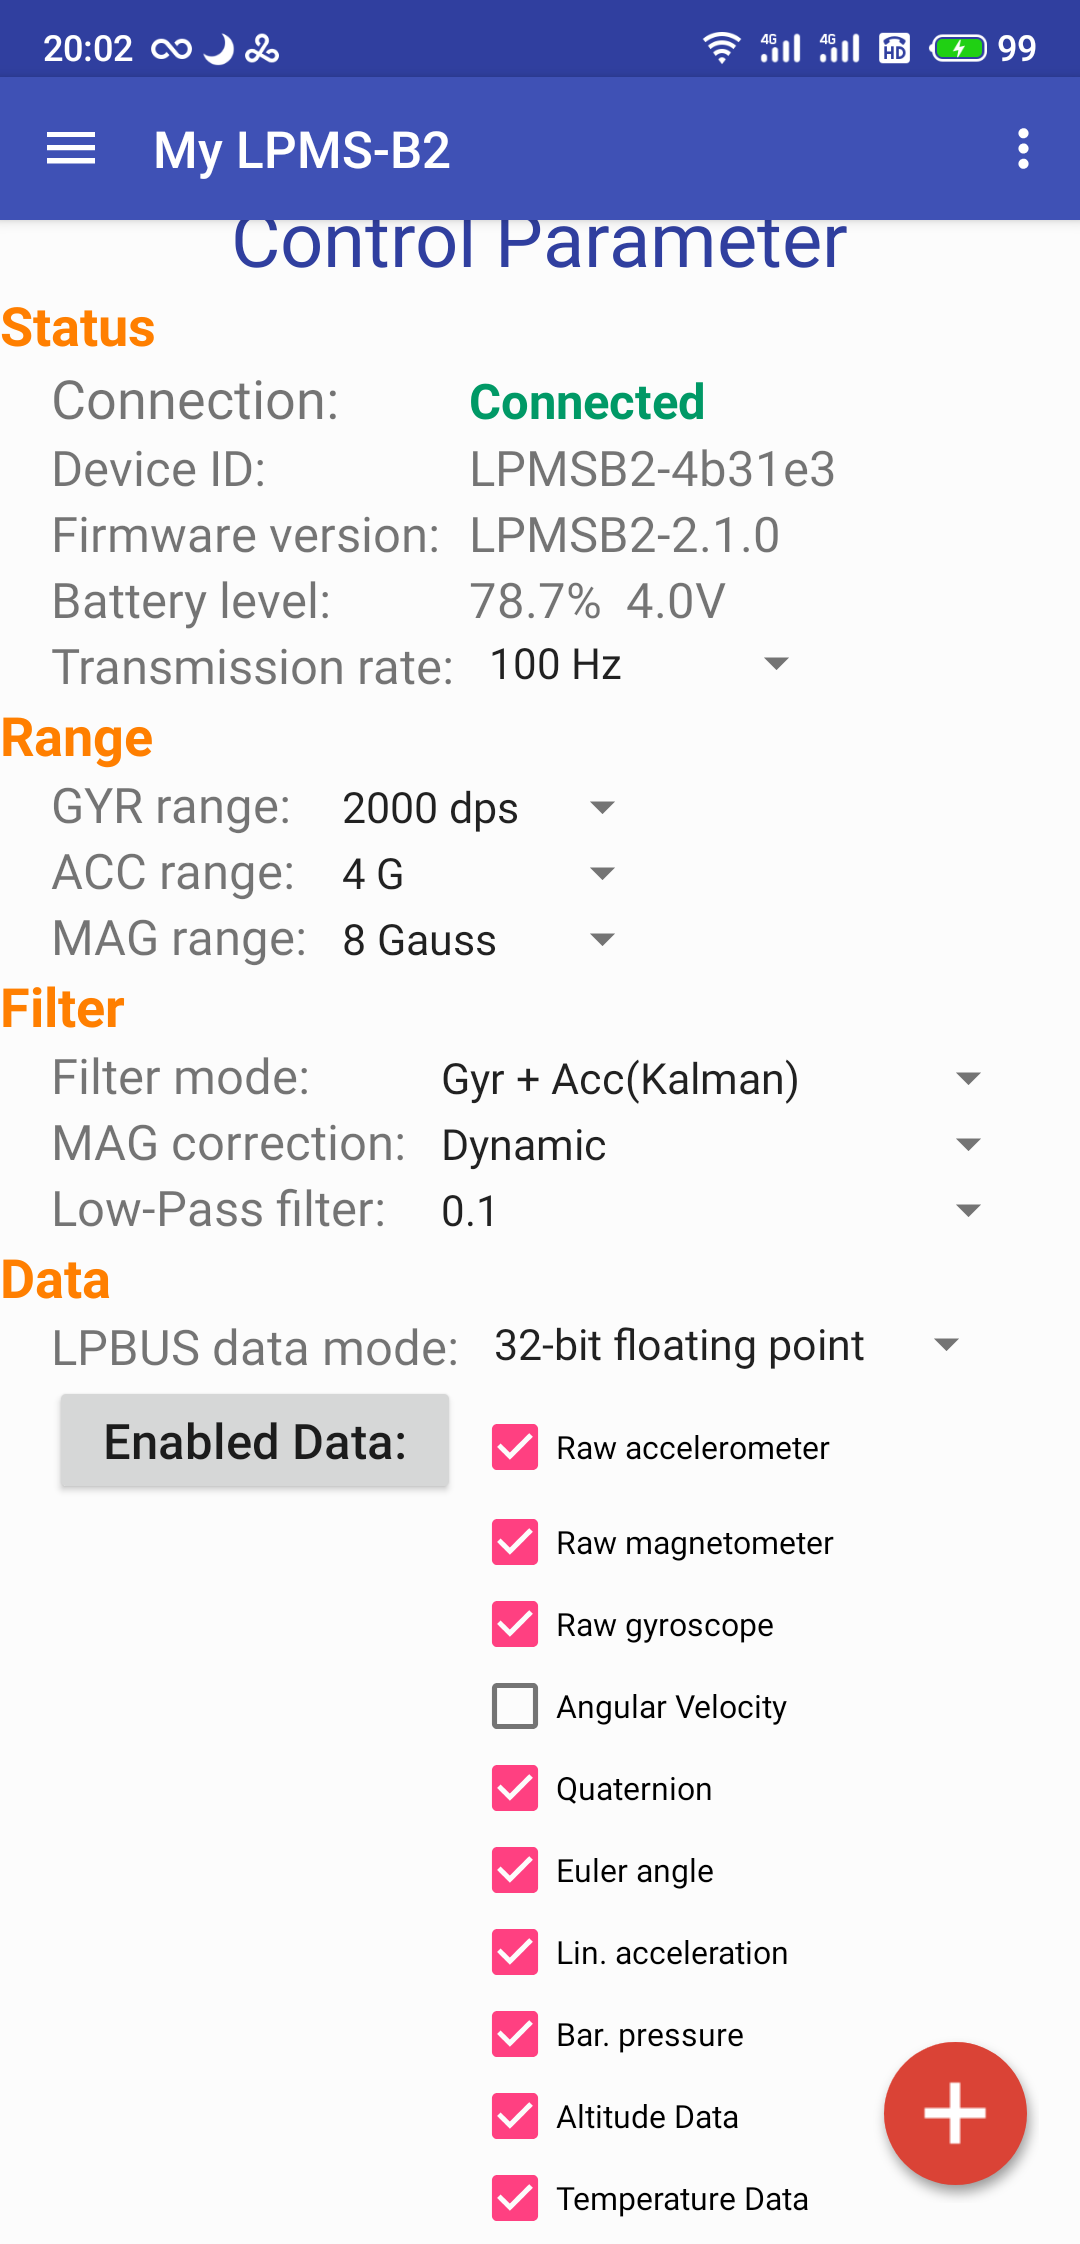 20:02 4G 4G HD 99
My LPMS-B2
Control Parameter
Status
Connection: Connected
Device ID: LPMSB2-4b31e3
Firmware version: LPMSB2-2.1.0
Battery level: 78.7% 4.0V
Transmission rate: 100 Hz
Range
GYR range: 2000 dps
ACC range: 4 G
MAG range: 8 Gauss
Filter
Filter mode: Gyr + Acc(Kalman)
MAG correction: Dynamic
Low-Pass filter: 0.1
Data
LPBUS data mode: 32-bit floating point
Enabled Data: Raw accelerometer
Raw magnetometer
Raw gyroscope
Angular Velocity
Quaternion
Euler angle
Lin. acceleration
Bar. pressure
Altitude Data
Temperature Data